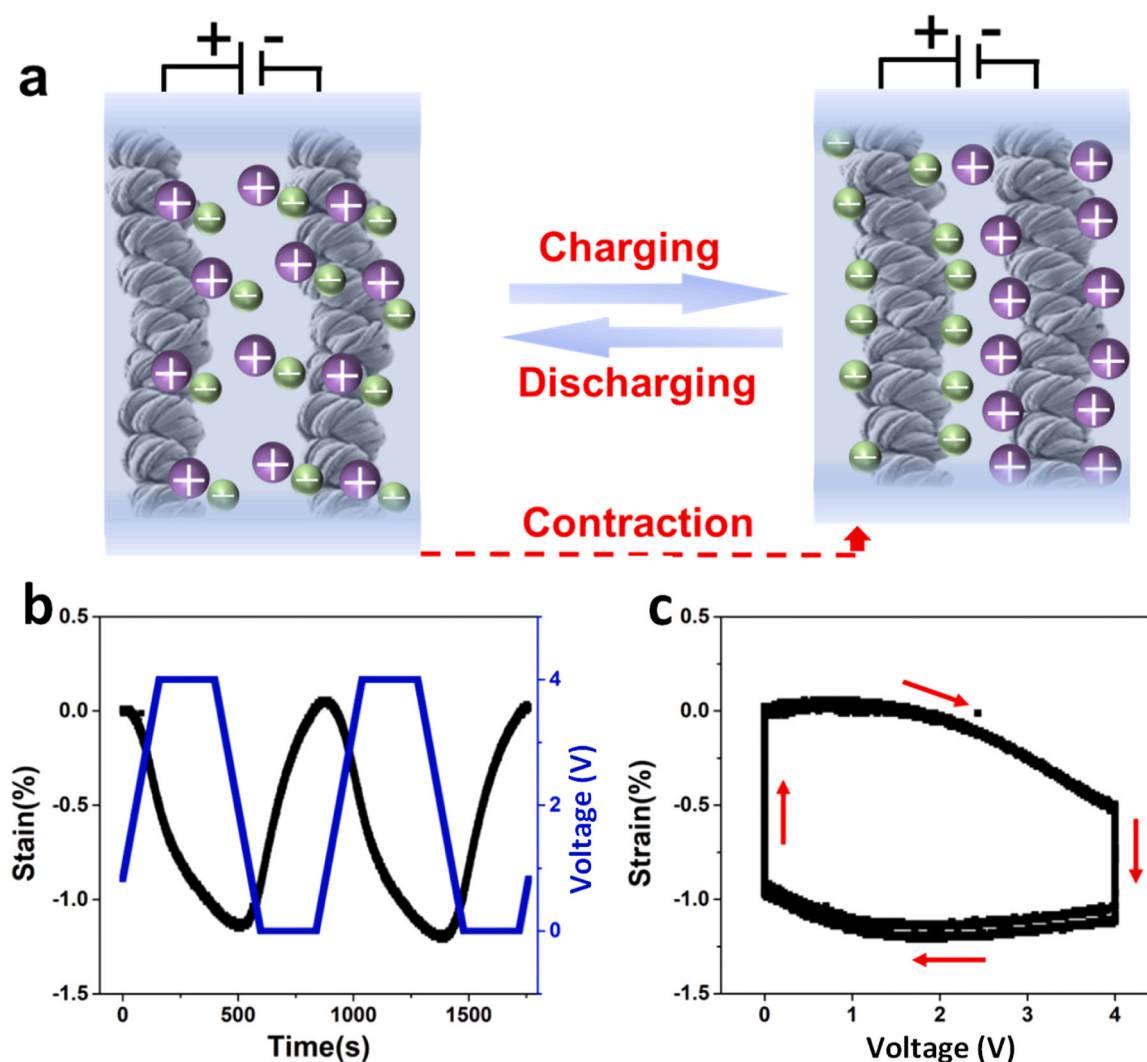 + - + -
a
Charging
Discharging
Contraction
b
c
0.5
0.0
-0.5
-1.0
-1.5
Stain(%)
0 500 1000 1500
Time(s)
4
2
0
Voltage (V)
0.5
0.0
-0.5
-1.0
-1.5
Strain(%)
0 1 2 3 4
Voltage (V)